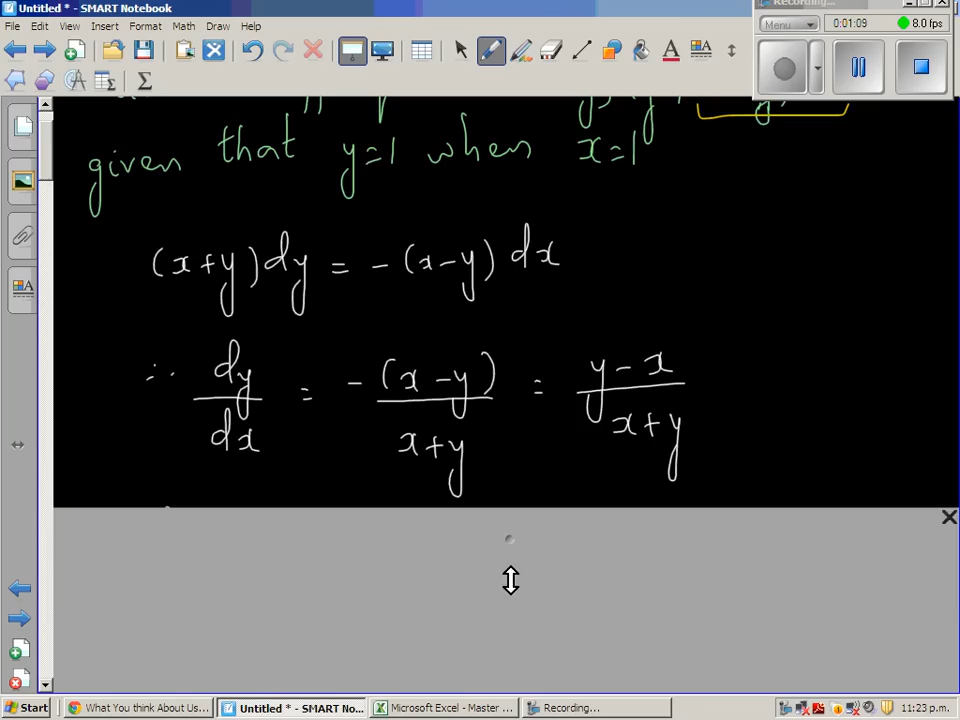 Untitled * - SMART Notebook
Recording...
File Edit View Insert Format Math Draw Help
Menu
0:01:09
8.0 fps
given that y=1 when x=1
(x+y)dy = -(x-y) dx
∴ dy/dx = -(x-y)/x+y = y-x/x+y
Start
What You think About Us...
Untitled * - SMART No...
Microsoft Excel - Master ...
Recording...
11:23 p.m.